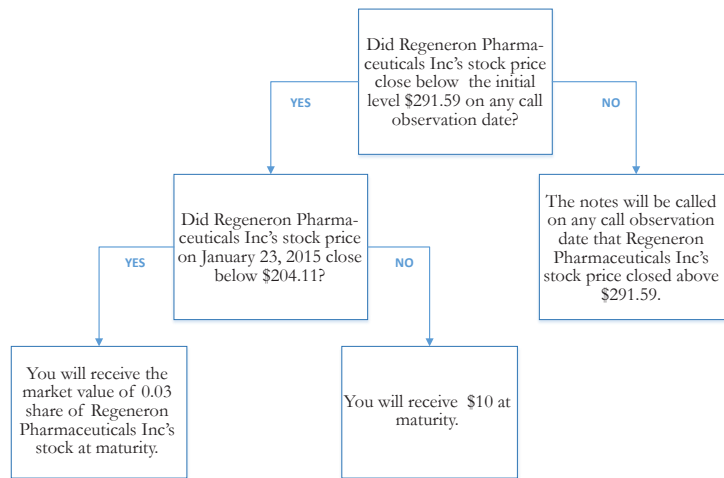 Did Regeneron Pharma-
ceuticals Inc's stock price
close below the initial
level $291.59 on any call
observation date?
YES
NO
Did Regeneron Pharma-
ceuticals Inc's stock price
on January 23, 2015 close
below $204.11?
The notes will be called
on any call observation
date that Regeneron
Pharmaceuticals Inc's
stock price closed above
$291.59.
YES
NO
You will receive the
market value of 0.03
share of Regeneron
Pharmaceuticals Inc's
stock at maturity.
You will receive $10 at
maturity.